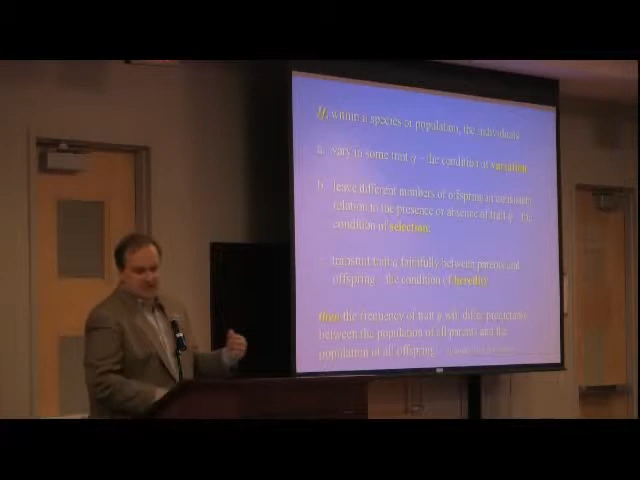 If, within a species or population, the individuals
a. vary in some trait q – the condition of variation
b. leave different numbers of offspring in consistent
relation to the presence or absence of trait q – the
condition of selection;
transmit trait q faithfully between parents and
offspring – the condition of heredity
then the frequency of trait q will differ predictably
between the population of all parents and the
population of all offspring.